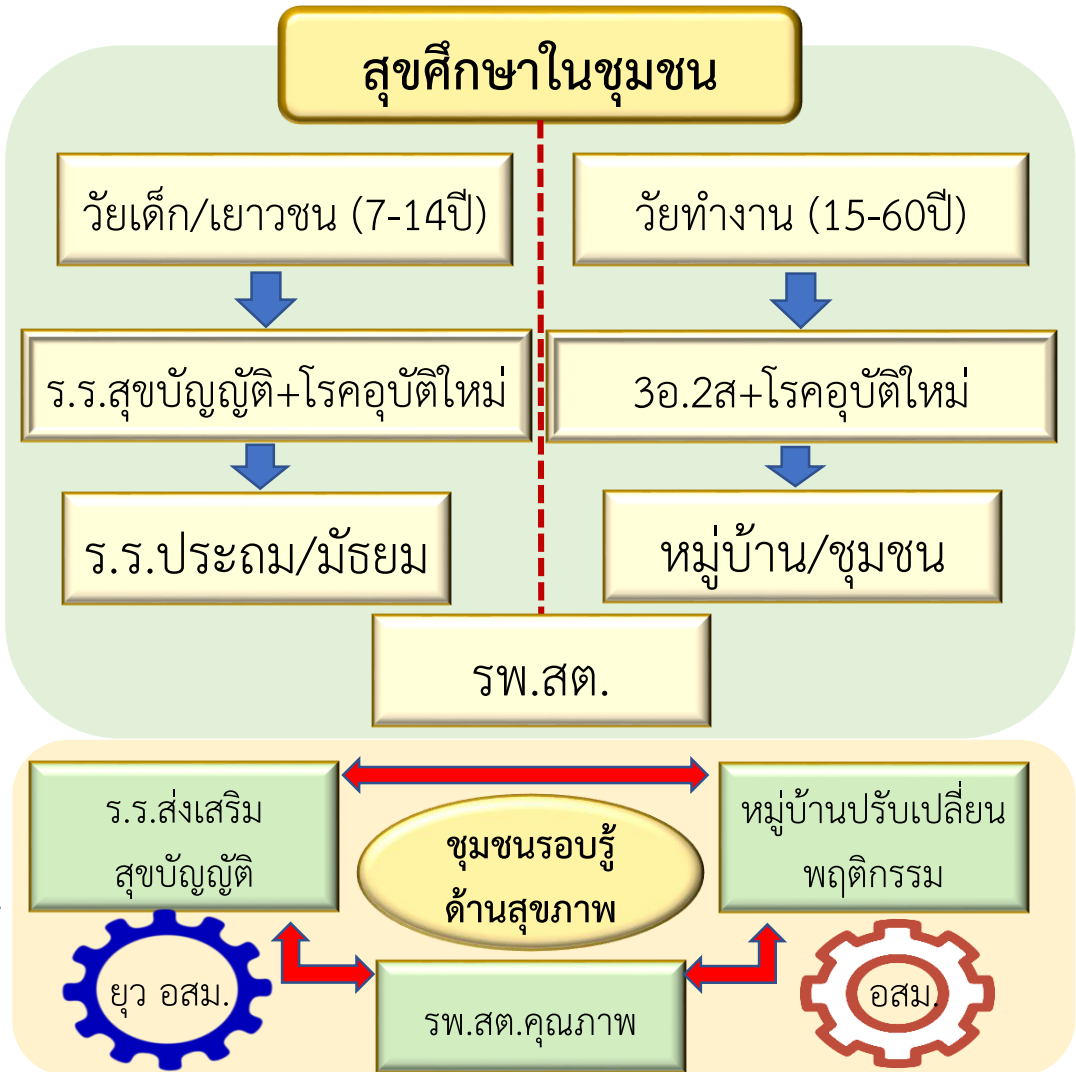 สุขศึกษาในชุมชน
วัยเด็ก/เยาวชน (7-14ปี)
วัยทำงาน (15-60ปี)
ร.ร.สุขบัญญัติ+โรคอุบัติใหม่
3อ.2ส+โรคอุบัติใหม่
ร.ร.ประถม/มัธยม
หมู่บ้าน/ชุมชน
รพ.สต.
ร.ร.ส่งเสริม
สุขบัญญัติ
ชุมชนรอบรู้
ด้านสุขภาพ
หมู่บ้านปรับเปลี่ยน
พฤติกรรม
ยุว อสม.
รพ.สต.คุณภาพ
อสม.